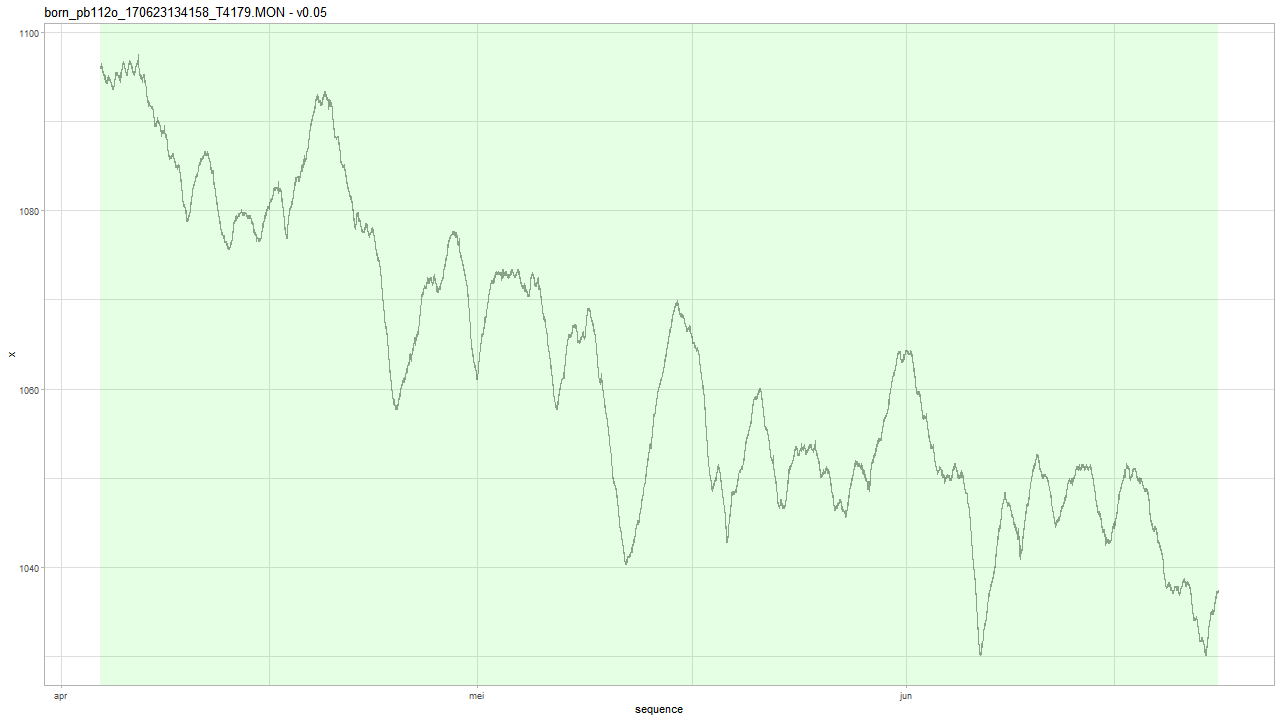 born_pb112o_170623134158_T4179.MON - v0.05
1100
1080
1060
1040
x
apr
mei
jun
sequence